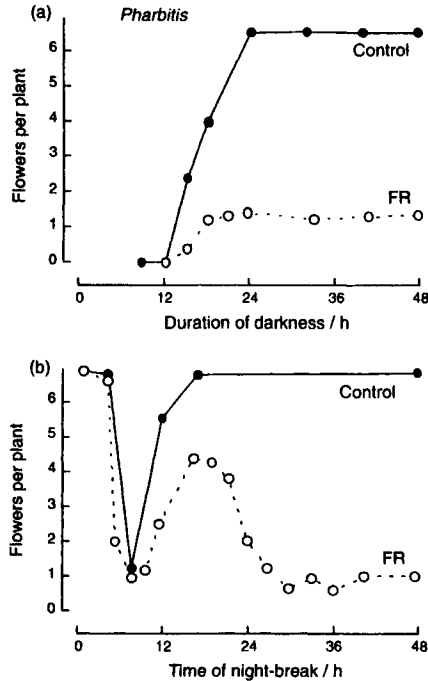 (a)
Pharbitis
Flowers per plant
6
5
4
3
2
1
0
Control
FR
0 12 24 36 48
Duration of darkness / h
(b)
Flowers per plant
6
5
4
3
2
1
0
Control
FR
0 12 24 36 48
Time of night-break / h